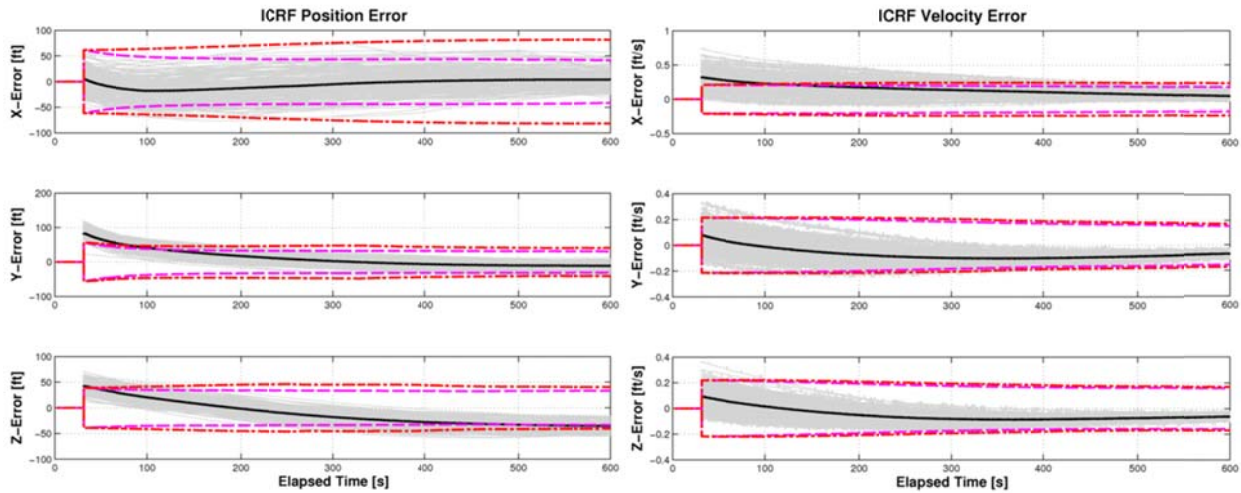 ICRF Position Error
X-Error [ft]
100
50
0
-50
-100
0 100 200 300 400 500 600
Y-Error [ft]
200
100
0
-100
0 100 200 300 400 500 600
Z-Error [ft]
100
50
0
-50
-100
0 100 200 300 400 500 600
Elapsed Time [s]
ICRF Velocity Error
X-Error [ft/s]
1
0.5
0
-0.5
0 100 200 300 400 500 600
Y-Error [ft/s]
0.4
0.2
0
-0.2
-0.4
0 100 200 300 400 500 600
Z-Error [ft/s]
0.4
0.2
0
-0.2
-0.4
0 100 200 300 400 500 600
Elapsed Time [s]